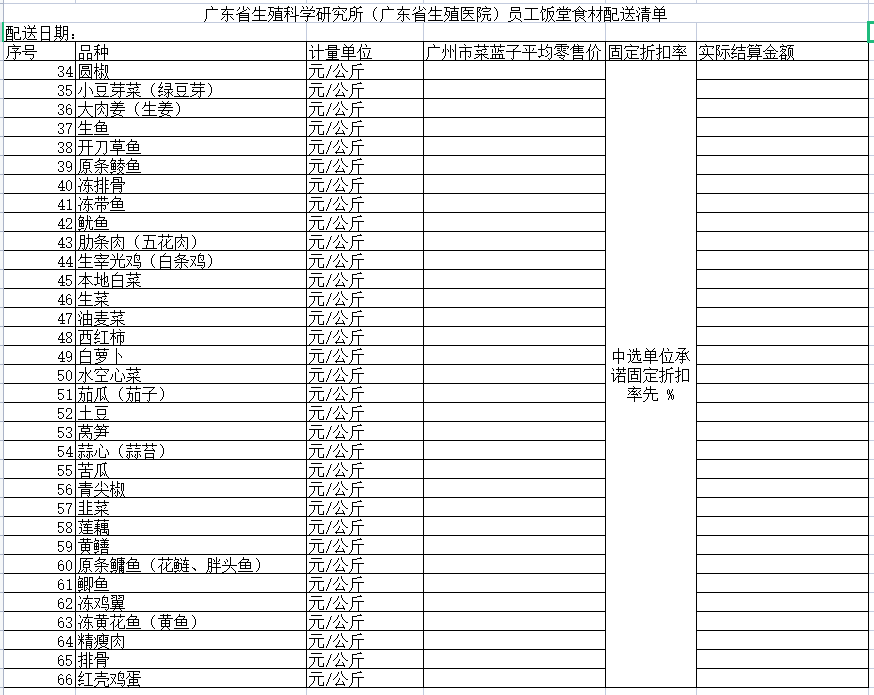 广东省生殖科学研究所（广东省生殖医院）员工饭堂食材配送清单
配送日期：
序号 品种 计量单位 广州市菜蓝子平均零售价 固定折扣率 实际结算金额
34 圆椒 元/公斤
35 小豆芽菜（绿豆芽） 元/公斤
36 大肉姜（生姜） 元/公斤
37 生鱼 元/公斤
38 开刀草鱼 元/公斤
39 原条鲮鱼 元/公斤
40 冻排骨 元/公斤
41 冻带鱼 元/公斤
42 鱿鱼 元/公斤
43 肋条肉（五花肉） 元/公斤
44 生宰光鸡（白条鸡） 元/公斤
45 本地白菜 元/公斤
46 生菜 元/公斤
47 油麦菜 元/公斤
48 西红柿 元/公斤
49 白萝卜 元/公斤
50 水空心菜 元/公斤
51 茄瓜（茄子） 元/公斤
52 土豆 元/公斤
53 莴笋 元/公斤
54 蒜心（蒜苔） 元/公斤
55 苦瓜 元/公斤
56 青尖椒 元/公斤
57 韭菜 元/公斤
58 莲藕 元/公斤
59 黄鳝 元/公斤
60 原条鳙鱼（花鲢、胖头鱼） 元/公斤
61 鲫鱼 元/公斤
62 冻鸡翼 元/公斤
63 冻黄花鱼（黄鱼） 元/公斤
64 精瘦肉 元/公斤
65 排骨 元/公斤
66 红壳鸡蛋 元/公斤
中选单位承
诺固定折扣
率先 %